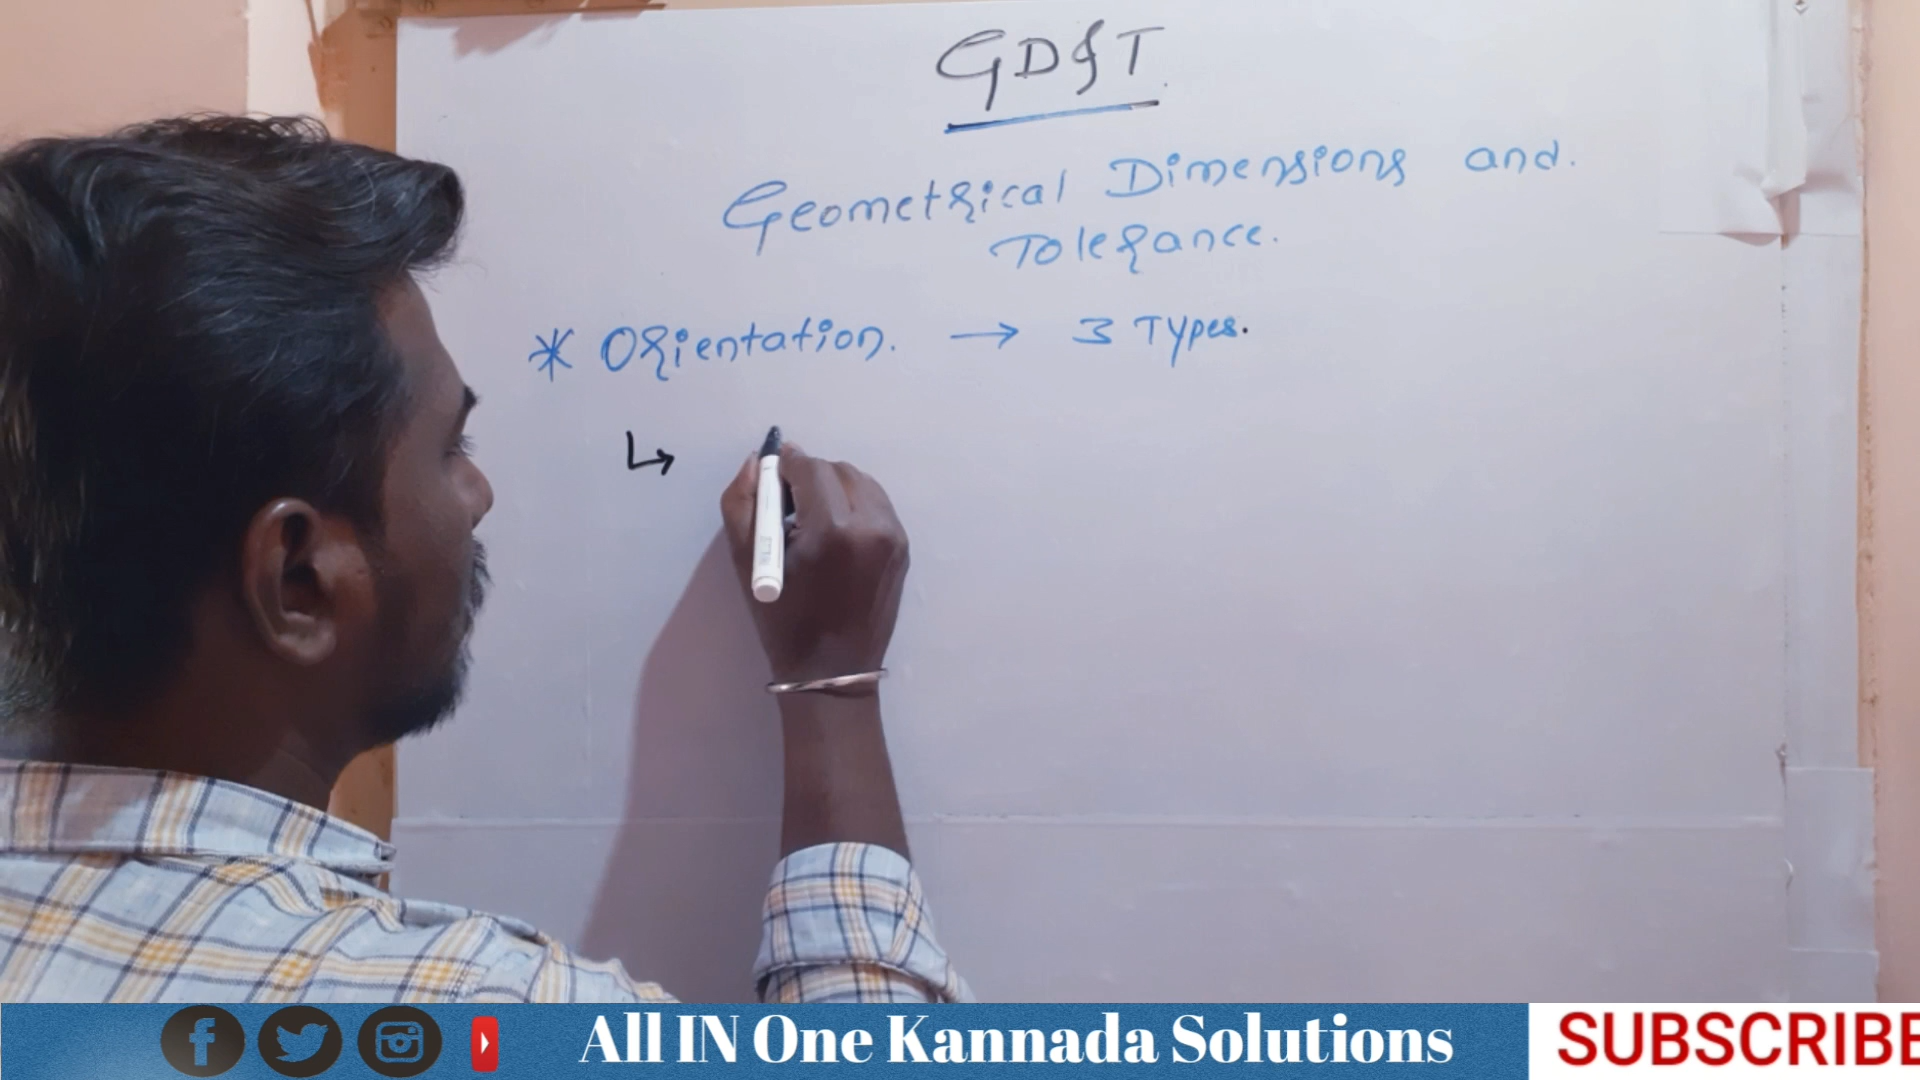 GD&T
Geometrical Dimensions and.
Tolerance.
* Orientation. → 3 Types.
↳
All IN One Kannada Solutions
SUBSCRIBE